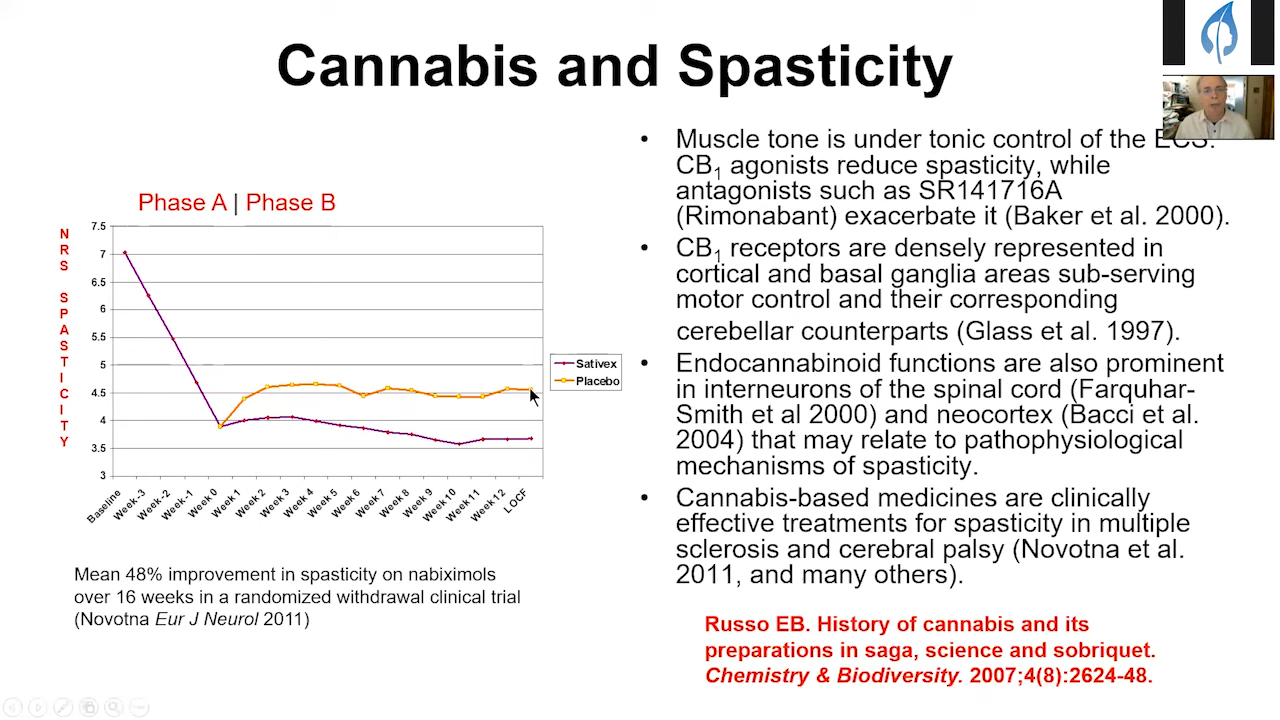 Cannabis and Spasticity
Phase A | Phase B
NRS SPASTICITY
7.5
7
6.5
6
5.5
5
4.5
4
3.5
3
Baseline
Week -3
Week -2
Week -1
Week 0
Week 1
Week 2
Week 3
Week 4
Week 5
Week 6
Week 7
Week 8
Week 9
Week 10
Week 11
Week 12
LOCF
Sativex
Placebo
Mean 48% improvement in spasticity on nabiximols
over 16 weeks in a randomized withdrawal clinical trial
(Novotna Eur J Neurol 2011)
• Muscle tone is under tonic control of the ECS.
CB₁ agonists reduce spasticity, while
antagonists such as SR141716A
(Rimonabant) exacerbate it (Baker et al. 2000).
• CB₁ receptors are densely represented in
cortical and basal ganglia areas sub-serving
motor control and their corresponding
cerebellar counterparts (Glass et al. 1997).
• Endocannabinoid functions are also prominent
in interneurons of the spinal cord (Farquhar-
Smith et al 2000) and neocortex (Bacci et al.
2004) that may relate to pathophysiological
mechanisms of spasticity.
• Cannabis-based medicines are clinically
effective treatments for spasticity in multiple
sclerosis and cerebral palsy (Novotna et al.
2011, and many others).
Russo EB. History of cannabis and its
preparations in saga, science and sobriquet.
Chemistry & Biodiversity. 2007;4(8):2624-48.